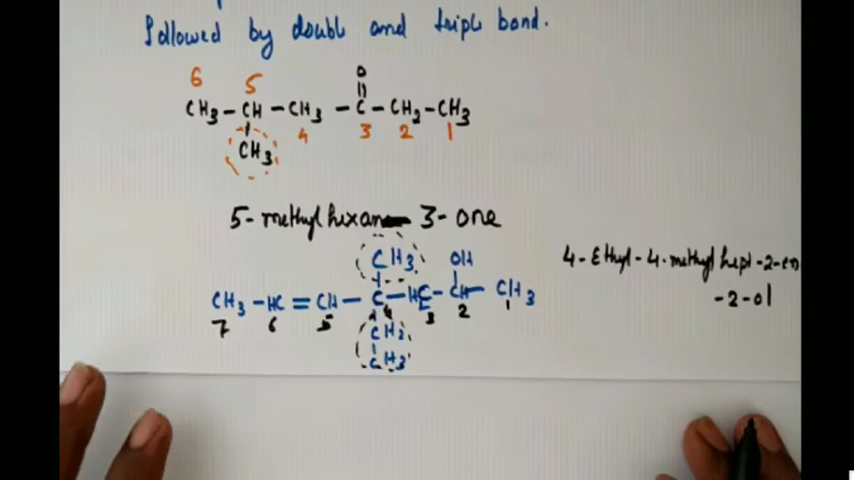 followed by double and triple bond.
6 5 O
CH3 - CH - CH3 - C - CH2 - CH3
4 3 2 1
CH3
5- methyl hexan - 3- one
CH3 OH
4- Ethyl-4-methyl hept -2-en
-2-ol
CH3 - HC = CH - C - HC - CH - CH3
7 6 5 4 3 2 1
CH2
CH3